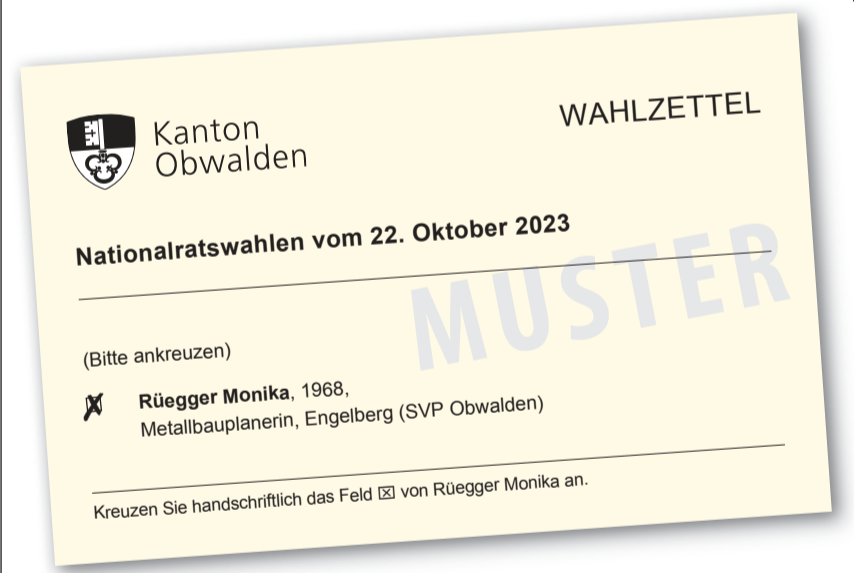 Kanton
Obwalden
WAHLZETTEL
Nationalratswahlen vom 22. Oktober 2023
MUSTER
(Bitte ankreuzen)
Rüegger Monika, 1968,
Metallbauplanerin, Engelberg (SVP Obwalden)
Kreuzen Sie handschriftlich das Feld ☒ von Rüegger Monika an.